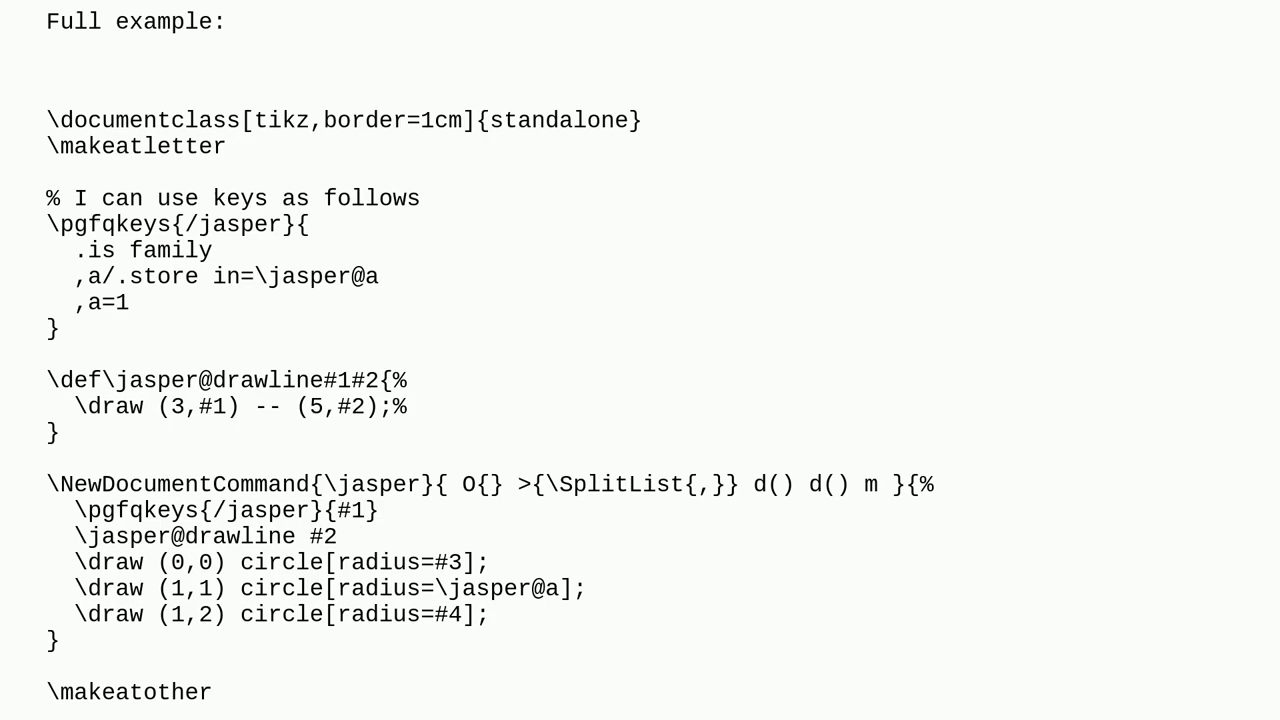 Full example:
\documentclass[tikz,border=1cm]{standalone}
\makeatletter
% I can use keys as follows
\pgfqkeys{/jasper}{
  .is family
  ,a/.store in=\jasper@a
  ,a=1
}
\def\jasper@drawline#1#2{%
  \draw (3,#1) -- (5,#2);%
}
\NewDocumentCommand{\jasper}{ O{} >{\SplitList{,}} d() d() m }{%
  \pgfqkeys{/jasper}{#1}
  \jasper@drawline #2
  \draw (0,0) circle[radius=#3];
  \draw (1,1) circle[radius=\jasper@a];
  \draw (1,2) circle[radius=#4];
}
\makeatother